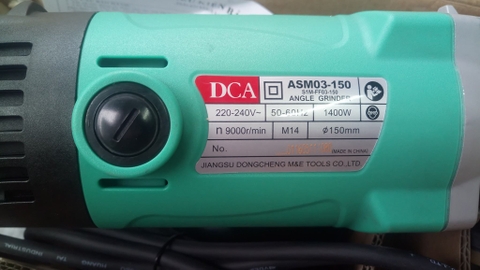 DCA ASM03-150
S1M-FF03-150
ANGLE GRINDER
220-240V~ 50-60Hz 1400W
n 9000r/min M14 ϕ150mm
No. MADE IN CHINA
JIANGSU DONGCHENG M&E TOOLS CO.,LTD.